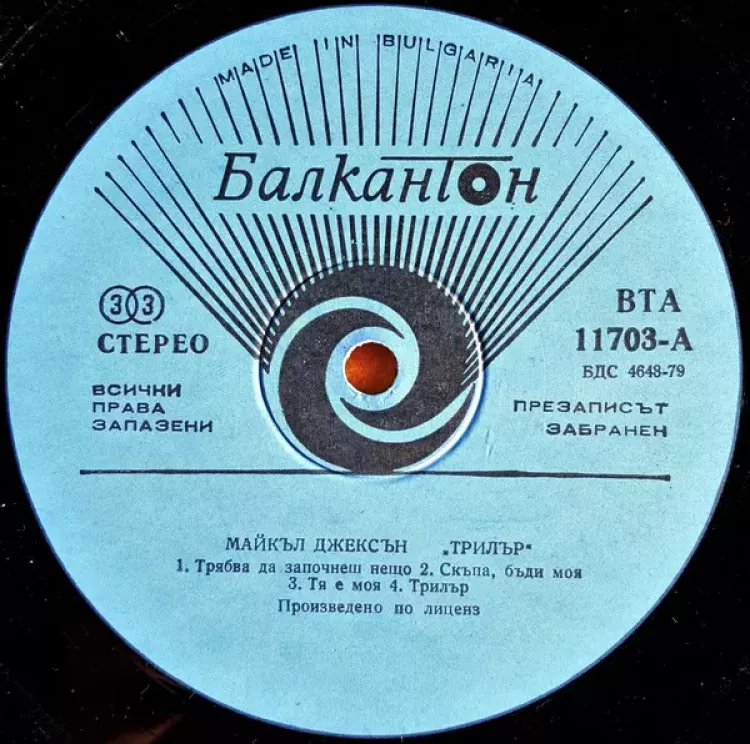 MADE IN BULGARIA
Балкантон
33
СТЕРЕО
ВСИЧКИ
ПРАВА
ЗАПАЗЕНИ
ВТА
11703-А
БДС 4648-79
ПРЕЗАПИСЪТ
ЗАБРАНЕН
МАЙКЪЛ ДЖЕКСЪН „ТРИЛЪР“
1. Трябва да започнеш нещо 2. Скъпа, бъди моя
3. Тя е моя 4. Трилър
Произведено по лиценз